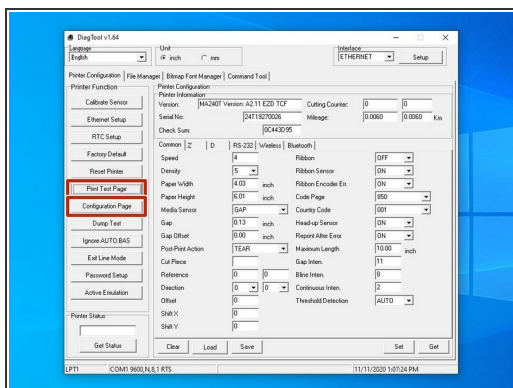 DiagTool v1.64
Language
English
Unit
inch mm
Interface
ETHERNET Setup
Printer Configuration File Manager Bitmap Font Manager Command Tool
Printer Function
Calibrate Sensor
Ethernet Setup
RTC Setup
Factory Default
Reset Printer
Print Test Page
Configuration Page
Dump Text
Ignore AUTO.BAS
Exit Line Mode
Password Setup
Active Emulation
Printer Status
Get Status
Printer Configuration
Printer Information
Version: MA240T Version: A2.11 EZD TCF Cutting Counter: 0 0
Serial No: 24T19270026 Mileage: 0.0060 0.0060 Km
Check Sum: 0C443D95
Common Z D RS-232 Wireless Bluetooth
Speed 4 Ribbon OFF
Density 5 Ribbon Sensor ON
Paper Width 4.03 inch Ribbon Encoder Err. ON
Paper Height 6.01 inch Code Page 850
Media Sensor GAP Country Code 001
Gap 0.13 inch Head-up Sensor ON
Gap Offset 0.00 inch Reprint After Error ON
Post-Print Action TEAR Maximum Length 10.00 inch
Cut Piece Gap Inten. 11
Reference 0 0 Bline Inten. 8
Direction 0 0 Continuous Inten. 2
Offset 0 Threshold Detection AUTO
Shift X 0
Shift Y 0
Clear Load Save Set Get
LPT1 COM1 9600,N,8,1 RTS 11/11/2020 1:07:24 PM